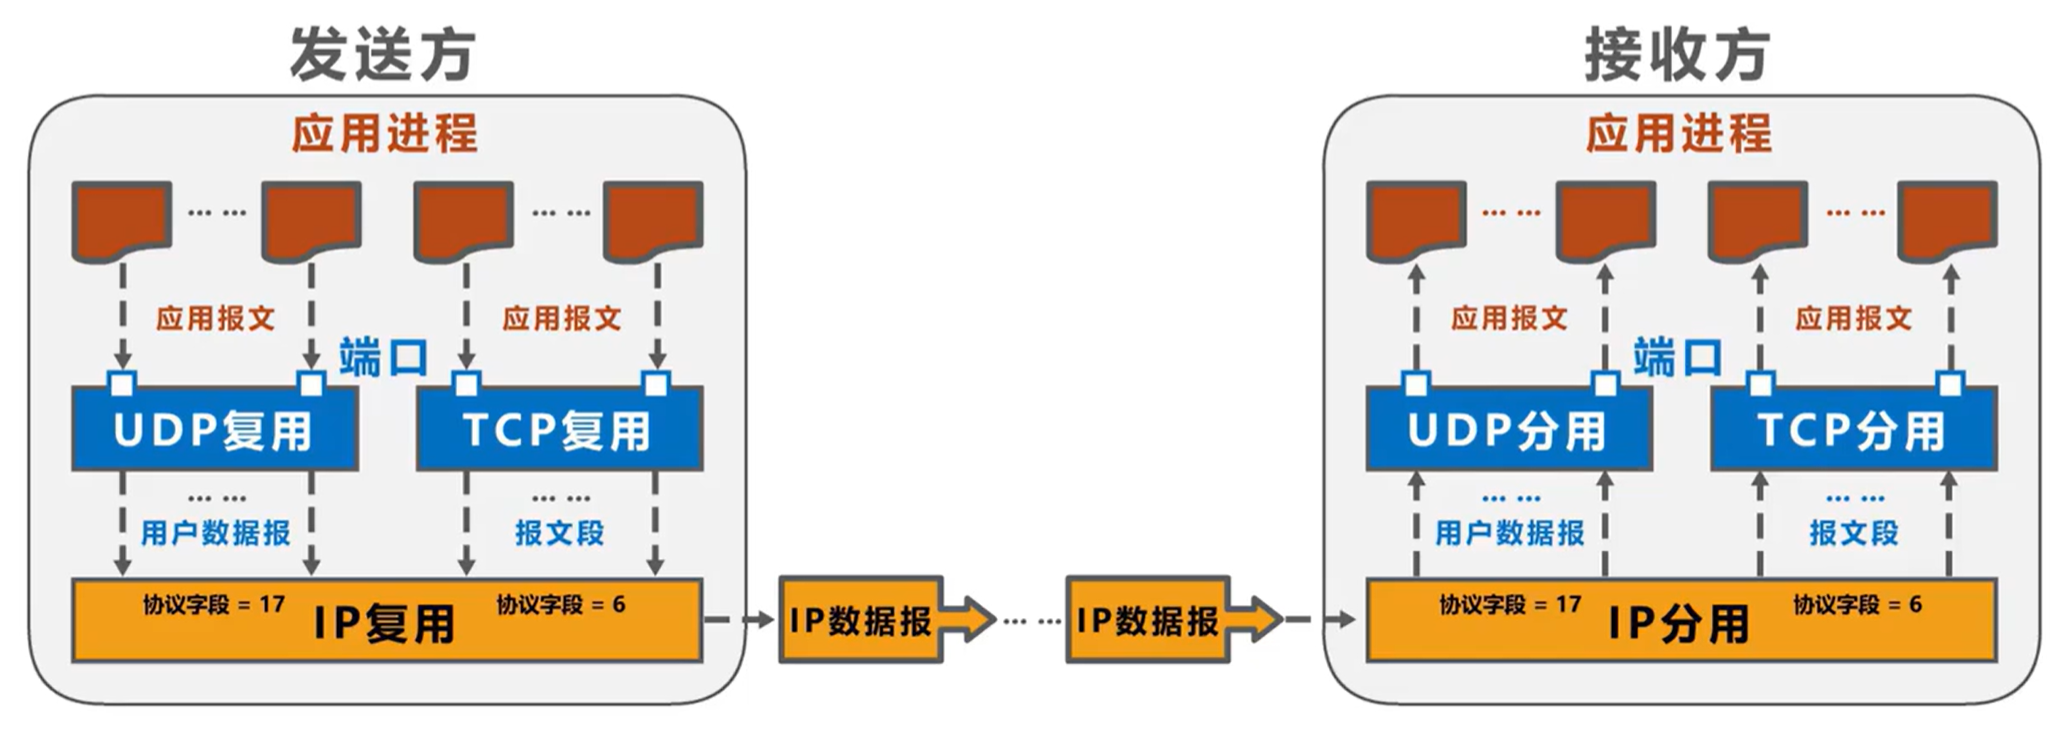 发送方
应用进程
… …
… …
应用报文
应用报文
端口
UDP复用
TCP复用
… …
… …
用户数据报
报文段
协议字段 = 17
IP复用
协议字段 = 6
IP数据报
… …
IP数据报
接收方
应用进程
… …
… …
应用报文
应用报文
端口
UDP分用
TCP分用
… …
… …
用户数据报
报文段
协议字段 = 17
IP分用
协议字段 = 6